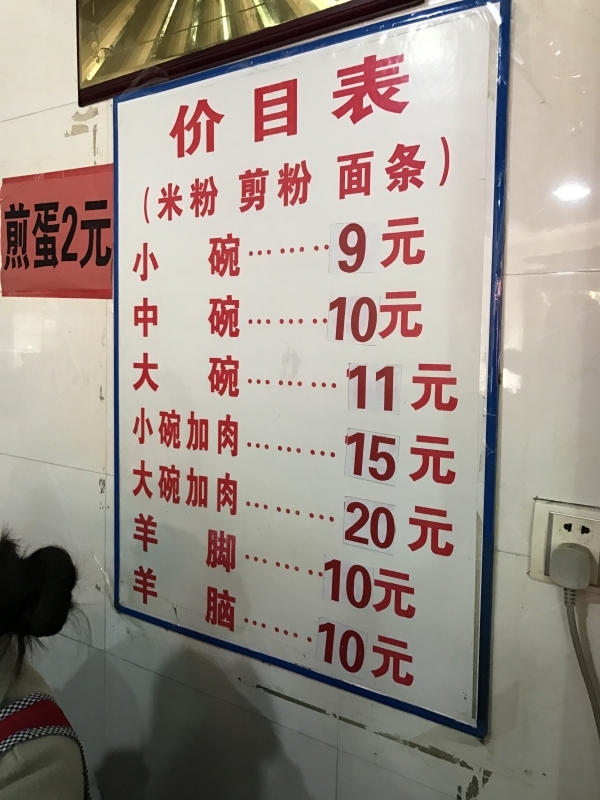 价目表
(米粉 剪粉 面条)
小碗………9元
中碗………10元
大碗………11元
小碗加肉………15元
大碗加肉………20元
羊脚………10元
羊脑………10元
煎蛋2元